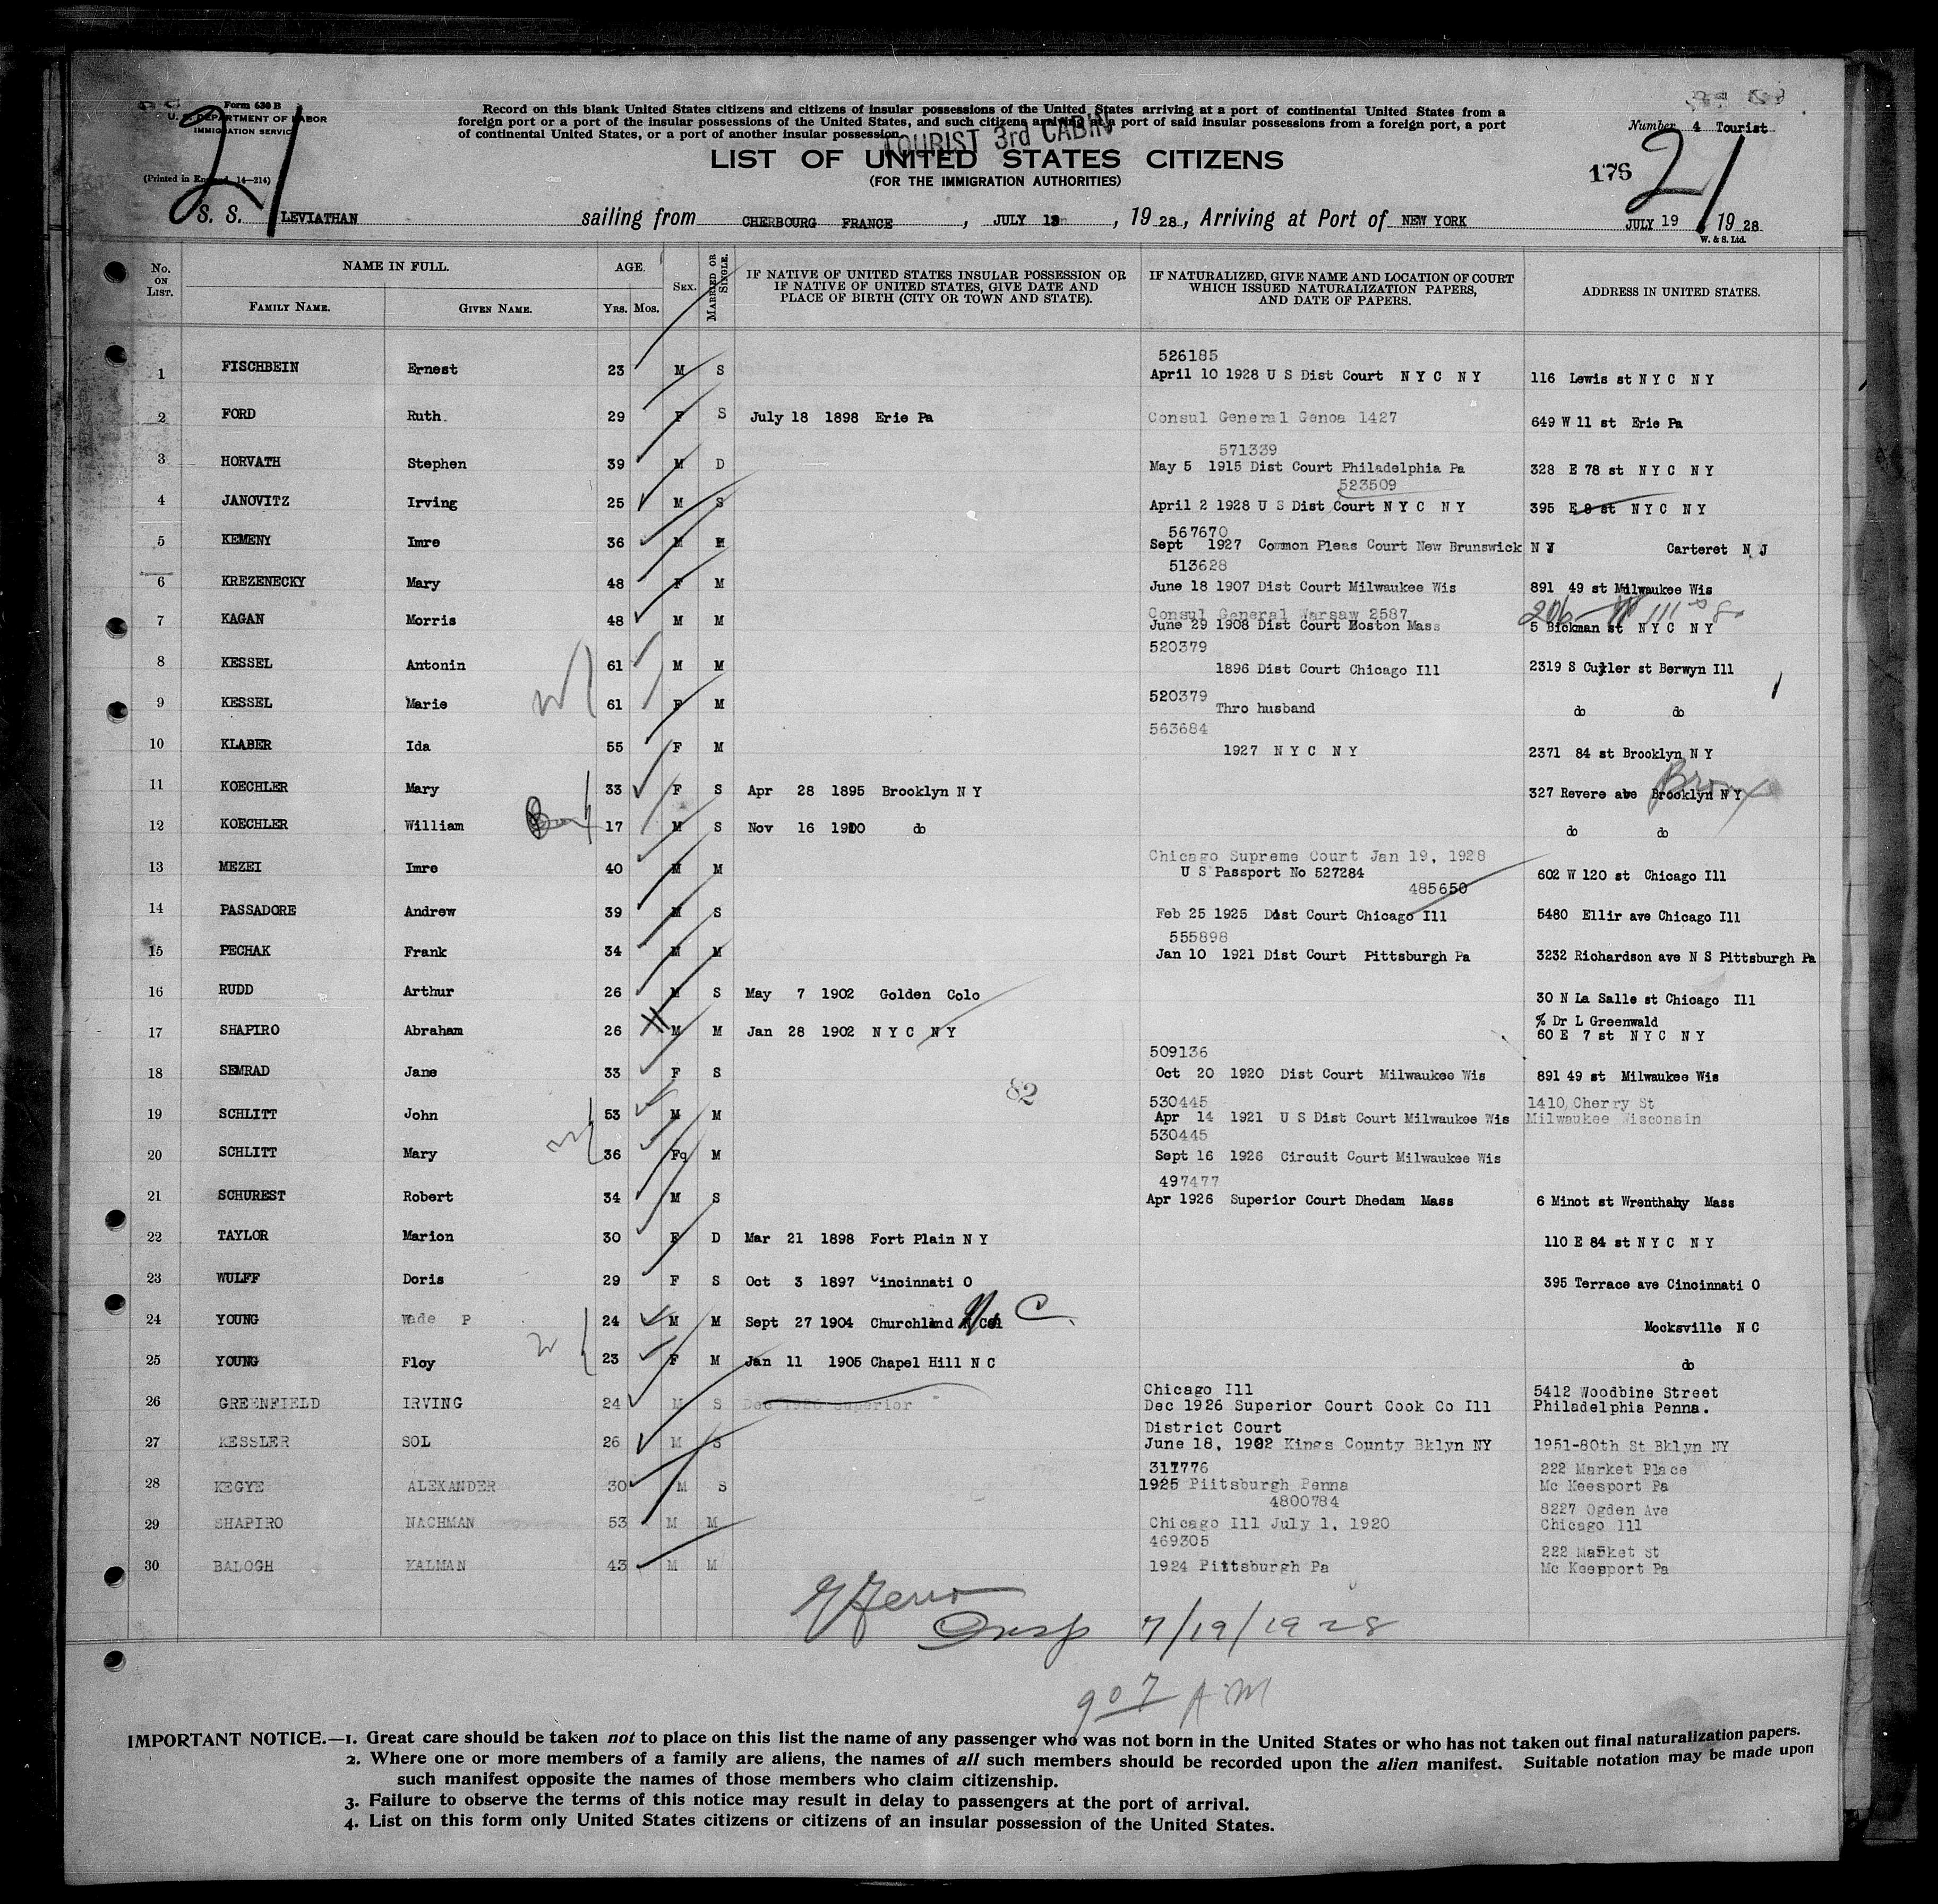 Form 630 B
U. S. DEPARTMENT OF LABOR
IMMIGRATION SERVICE
(Printed in England, 14—214)
21
Record on this blank United States citizens and citizens of insular possessions of the United States arriving at a port of continental United States from a
foreign port or a port of the insular possessions of the United States, and such citizens arriving at a port of said insular possessions from a foreign port, a port
of continental United States, or a port of another insular possession.
TOURIST 3rd CABIN
Number 4 Tourist
LIST OF UNITED STATES CITIZENS
(FOR THE IMMIGRATION AUTHORITIES)
176 21
S. S. LEVIATHAN sailing from CHERBOURG FRANCE, JULY 13, 1928, Arriving at Port of NEW YORK JULY 19 1928
W. & S. Ltd.
No. ON LIST. NAME IN FULL. AGE. SEX. MARRIED OR SINGLE. IF NATIVE OF UNITED STATES INSULAR POSSESSION OR IF NATIVE OF UNITED STATES, GIVE DATE AND PLACE OF BIRTH (CITY OR TOWN AND STATE). IF NATURALIZED, GIVE NAME AND LOCATION OF COURT WHICH ISSUED NATURALIZATION PAPERS, AND DATE OF PAPERS. ADDRESS IN UNITED STATES.
FAMILY NAME. GIVEN NAME. Yrs. Mos.
526185
1 FISCHBEIN Ernest 23 M S April 10 1928 U S Dist Court N Y C N Y 116 Lewis st N Y C N Y
2 FORD Ruth 29 F S July 18 1898 Erie Pa Consul General Genoa 1427 649 W 11 st Erie Pa
571339
3 HORVATH Stephen 39 M D May 5 1915 Dist Court Philadelphia Pa 328 E 78 st N Y C N Y
523509
4 JANOVITZ Irving 25 M S April 2 1928 U S Dist Court N Y C N Y 395 E 8 st N Y C N Y
567670
5 KEMENY Imre 36 M M Sept 1927 Common Pleas Court New Brunswick N J Carteret N J
513628
6 KREZENECKY Mary 48 F M June 18 1907 Dist Court Milwaukee Wis 891 49 st Milwaukee Wis
Consul General Warsaw 2587 206 W 111
7 KAGAN Morris 48 M M June 29 1908 Dist Court Boston Mass 5 Bickman st N Y C N Y
520379
8 KESSEL Antonin 61 M M 1896 Dist Court Chicago Ill 2319 S Cuyler st Berwyn Ill
520379
9 KESSEL Marie 61 F M Thro husband do do
563684
10 KLABER Ida 55 F M 1927 N Y C N Y 2371 84 st Brooklyn N Y
Bronx
11 KOECHLER Mary 33 F S Apr 28 1895 Brooklyn N Y 327 Revere ave Brooklyn N Y
12 KOECHLER William 17 M S Nov 16 1910 do do do
Chicago Supreme Court Jan 19, 1928
13 MEZEI Imre 40 M M U S Passport No 527284 602 W 120 st Chicago Ill
485650
14 PASSADORE Andrew 39 M S Feb 25 1925 Dist Court Chicago Ill 5480 Ellir ave Chicago Ill
555898
15 PECHAK Frank 34 M M Jan 10 1921 Dist Court Pittsburgh Pa 3232 Richardson ave N S Pittsburgh Pa
16 RUDD Arthur 26 M S May 7 1902 Golden Colo 30 N La Salle st Chicago Ill
% Dr L Greenwald
17 SHAPIRO Abraham 26 M M Jan 28 1902 N Y C N Y 60 E 7 st N Y C N Y
509136
18 SEMRAD Jane 33 F S Oct 20 1920 Dist Court Milwaukee Wis 891 49 st Milwaukee Wis
82
530445 1410 Cherry St
19 SCHLITT John 53 M M Apr 14 1921 U S Dist Court Milwaukee Wis Milwaukee Wisconsin
530445
20 SCHLITT Mary 36 F M Sept 16 1926 Circuit Court Milwaukee Wis
497477
21 SCHUREST Robert 34 M S Apr 1926 Superior Court Dhedam Mass 6 Minot st Wrenthahy Mass
22 TAYLOR Marion 30 F D Mar 21 1898 Fort Plain N Y 110 E 84 st N Y C N Y
23 WULFF Doris 29 F S Oct 3 1897 Cincinnati O 395 Terrace ave Cincinnati O
24 YOUNG Wade P 24 M M Sept 27 1904 Churchland N. C. Mocksville N C
25 YOUNG Floy 23 F M Jan 11 1905 Chapel Hill N C do
Chicago Ill 5412 Woodbine Street
26 GREENFIELD IRVING 24 M S Dec 1926 Superior Dec 1926 Superior Court Cook Co Ill Philadelphia Penna.
District Court
27 KESSLER SOL 26 M S June 18, 1902 Kings County Bklyn NY 1951-80th St Bklyn NY
311776 222 Market Place
28 KEGYE ALEXANDER 30 M S 1925 Piitsburgh Penna Mc Keesport Pa
4800784 8227 Ogden Ave
29 SHAPIRO NACHMAN 53 M M Chicago Ill July 1, 1920 Chicago Ill
469305 222 Market St
30 BALOGH KALMAN 43 M M 1924 Pittsburgh Pa Mc Keesport Pa
Insp 7/19/1928
907 AM
IMPORTANT NOTICE.—1. Great care should be taken not to place on this list the name of any passenger who was not born in the United States or who has not taken out final naturalization papers.
2. Where one or more members of a family are aliens, the names of all such members should be recorded upon the alien manifest. Suitable notation may be made upon
such manifest opposite the names of those members who claim citizenship.
3. Failure to observe the terms of this notice may result in delay to passengers at the port of arrival.
4. List on this form only United States citizens or citizens of an insular possession of the United States.